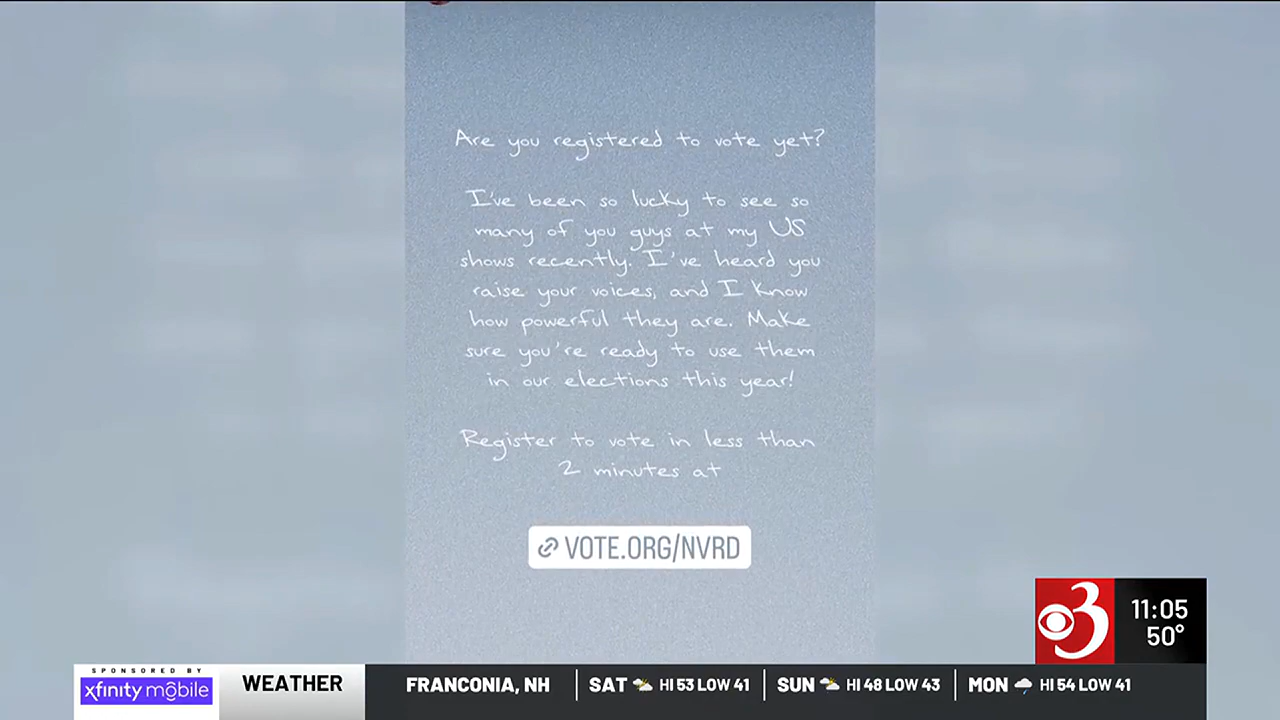 Are you registered to vote yet?
I've been so lucky to see so
many of you guys at my US
shows recently. I've heard you
raise your voices, and I know
how powerful they are. Make
sure you're ready to use them
in our elections this year!
Register to vote in less than
2 minutes at
VOTE.ORG/NVRD
3
11:05
50°
SPONSORED BY
xfinity mobile
WEATHER
FRANCONIA, NH
SAT HI 53 LOW 41
SUN HI 48 LOW 43
MON HI 54 LOW 41